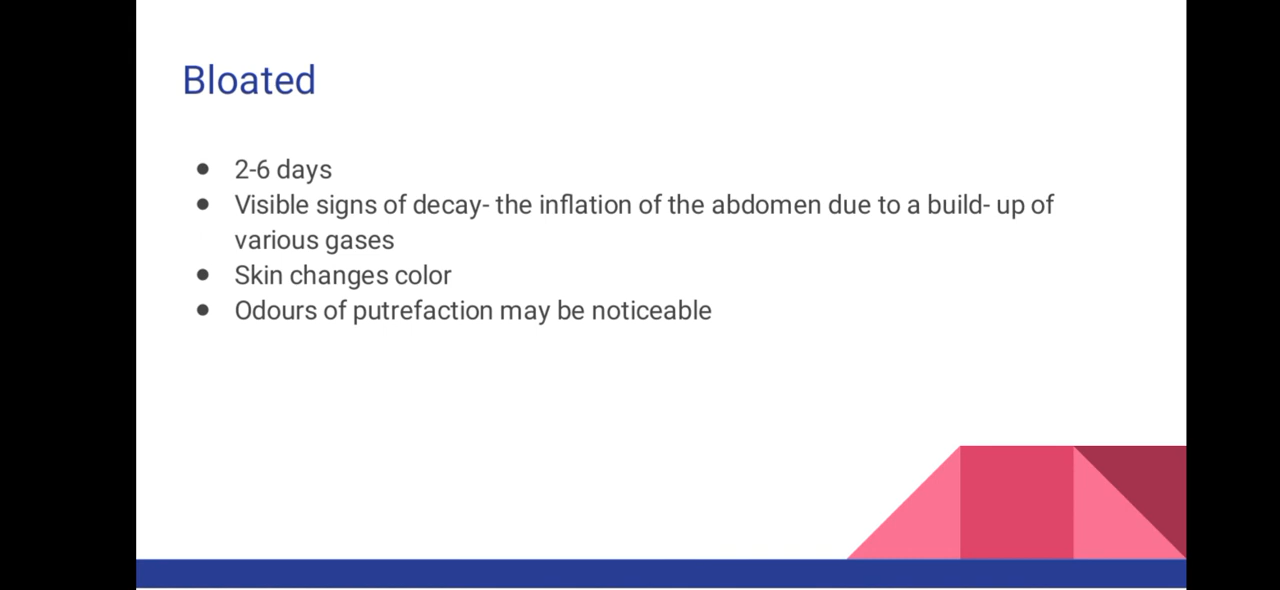 Bloated
● 2-6 days
● Visible signs of decay- the inflation of the abdomen due to a build- up of
various gases
● Skin changes color
● Odours of putrefaction may be noticeable